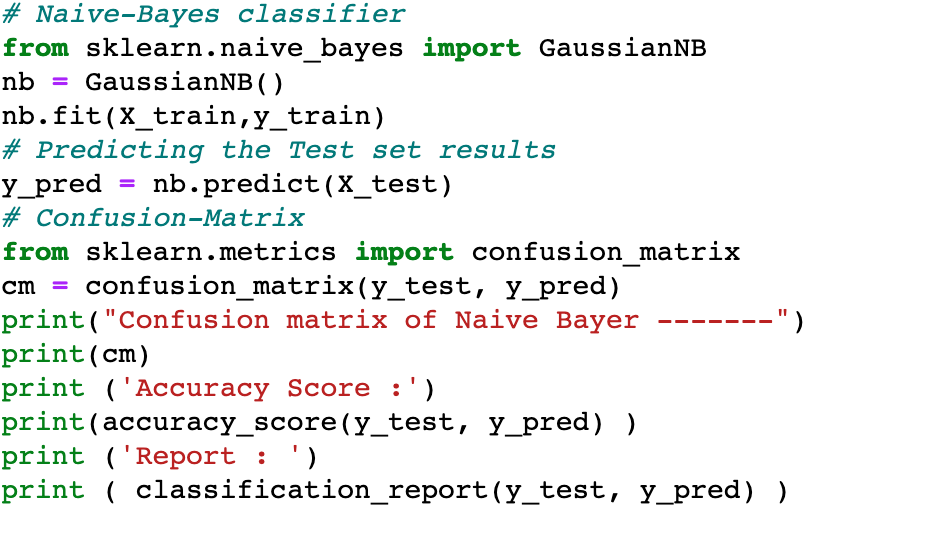 # Naive-Bayes classifier
from sklearn.naive_bayes import GaussianNB
nb = GaussianNB()
nb.fit(X_train,y_train)
# Predicting the Test set results
y_pred = nb.predict(X_test)
# Confusion-Matrix
from sklearn.metrics import confusion_matrix
cm = confusion_matrix(y_test, y_pred)
print("Confusion matrix of Naive Bayer -------")
print(cm)
print ('Accuracy Score :')
print(accuracy_score(y_test, y_pred) )
print ('Report : ')
print ( classification_report(y_test, y_pred) )